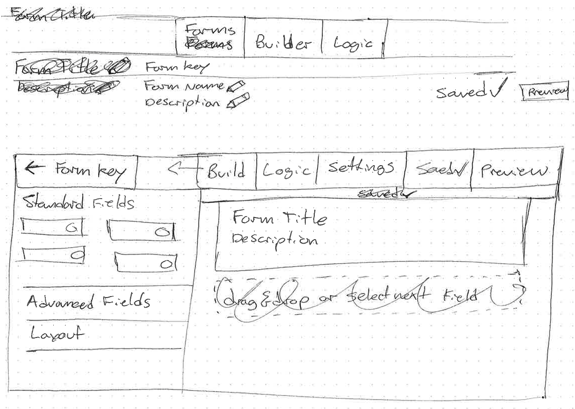 Form Title
Forms
Forms
Builder
Logic
Form Title
Form key
Description
Form Name
Description
Saved
Preview
← Form key
Build
Logic
Settings
Saved
Preview
Saved
Standard Fields
Form Title
Description
drag & drop or select next Field
Advanced Fields
Layout